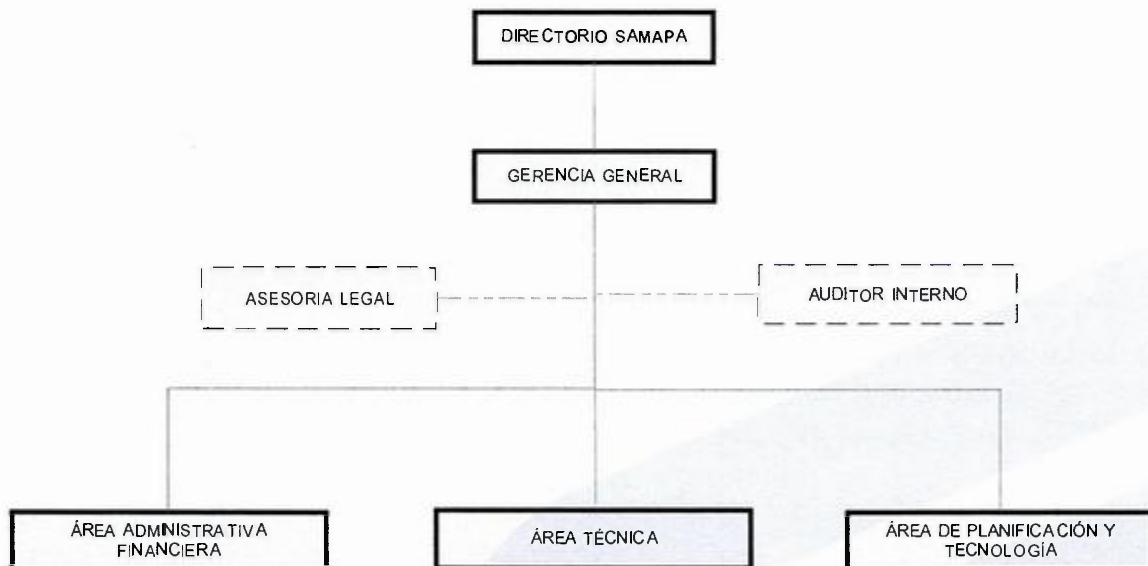 DIRECTORIO SAMAPA
GERENCIA GENERAL
ASESORIA LEGAL
AUDITOR INTERNO
ÁREA ADMINISTRATIVA
FINANCIERA
ÁREA TÉCNICA
ÁREA DE PLANIFICACIÓN Y
TECNOLOGÍA